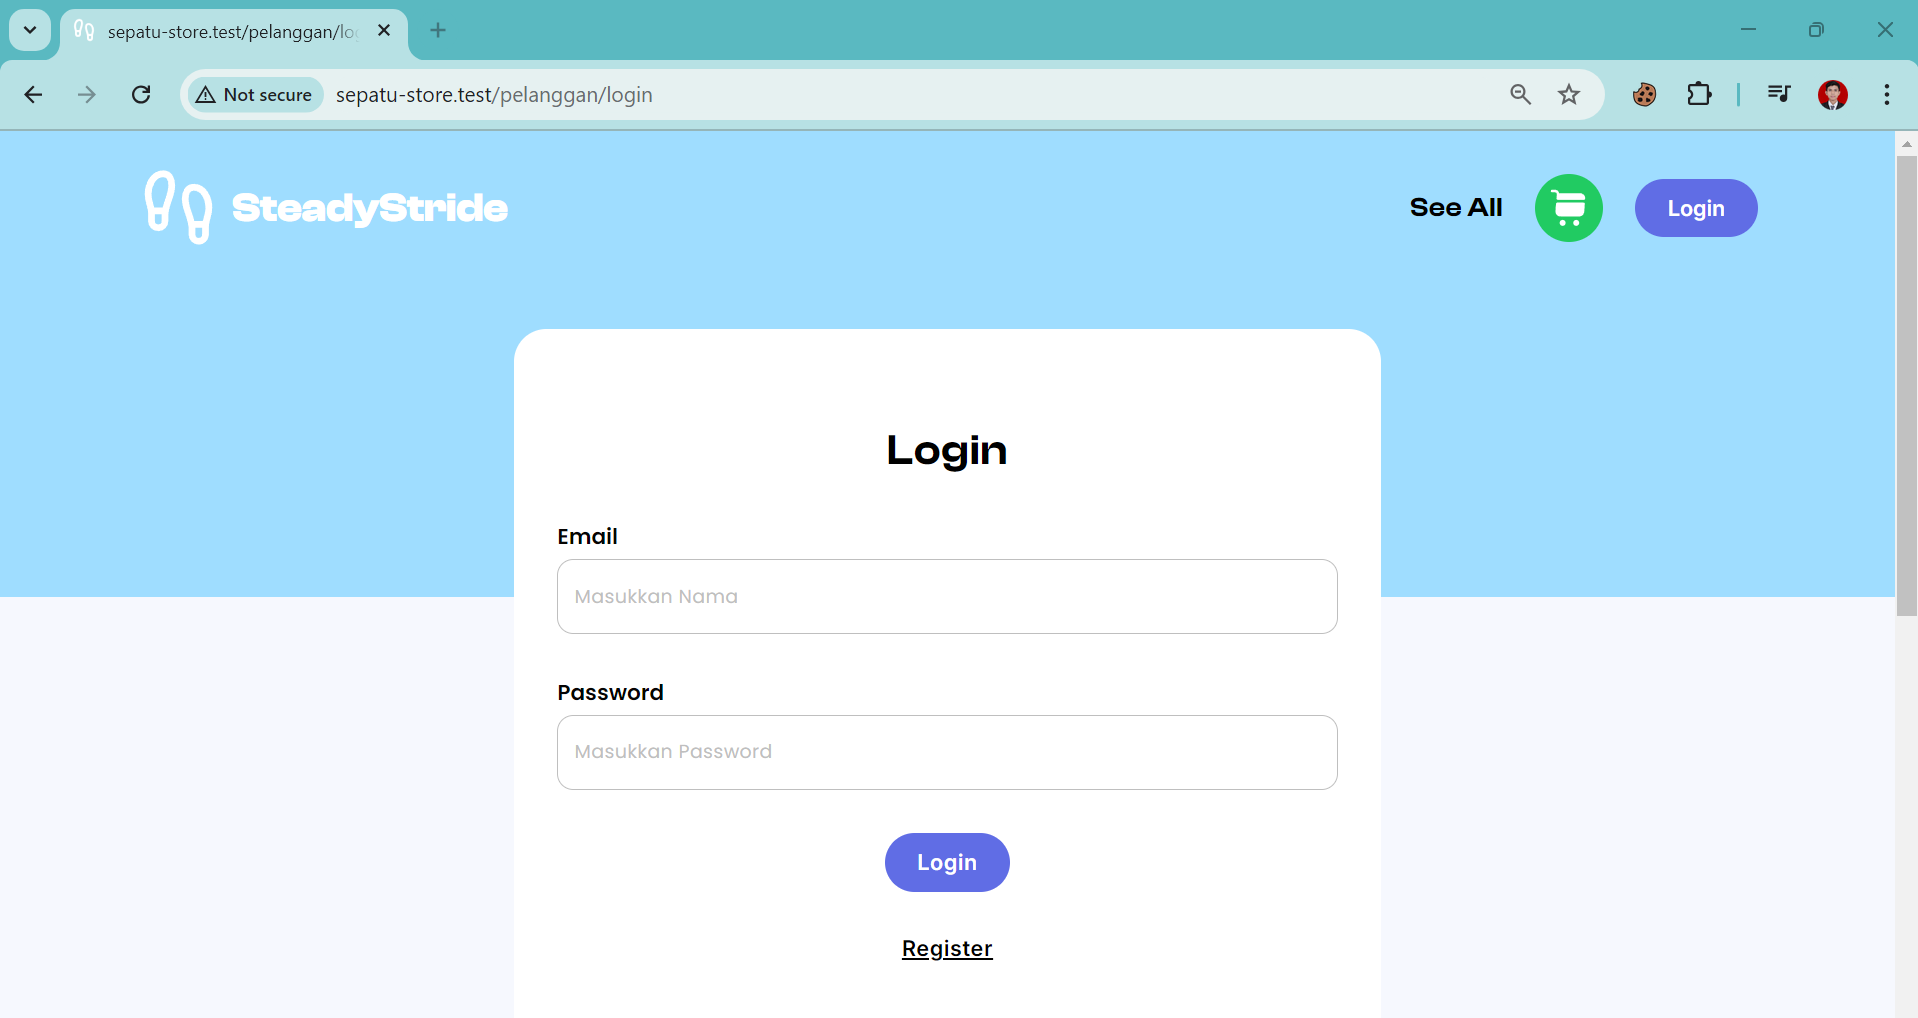 sepatu-store.test/pelanggan/lo
Not secure
sepatu-store.test/pelanggan/login
SteadyStride
See All
Login
Login
Email
Masukkan Nama
Password
Masukkan Password
Login
Register